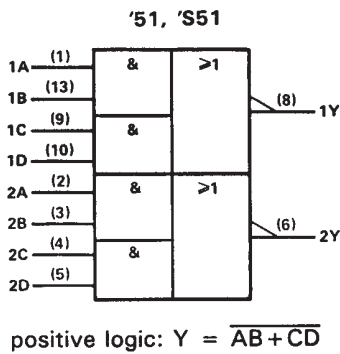 '51, 'S51
1A (1) & ≥1
1B (13)
(8) 1Y
1C (9) &
1D (10)
2A (2) & ≥1
2B (3)
(6) 2Y
2C (4) &
2D (5)
positive logic: Y = \overline{AB + CD}